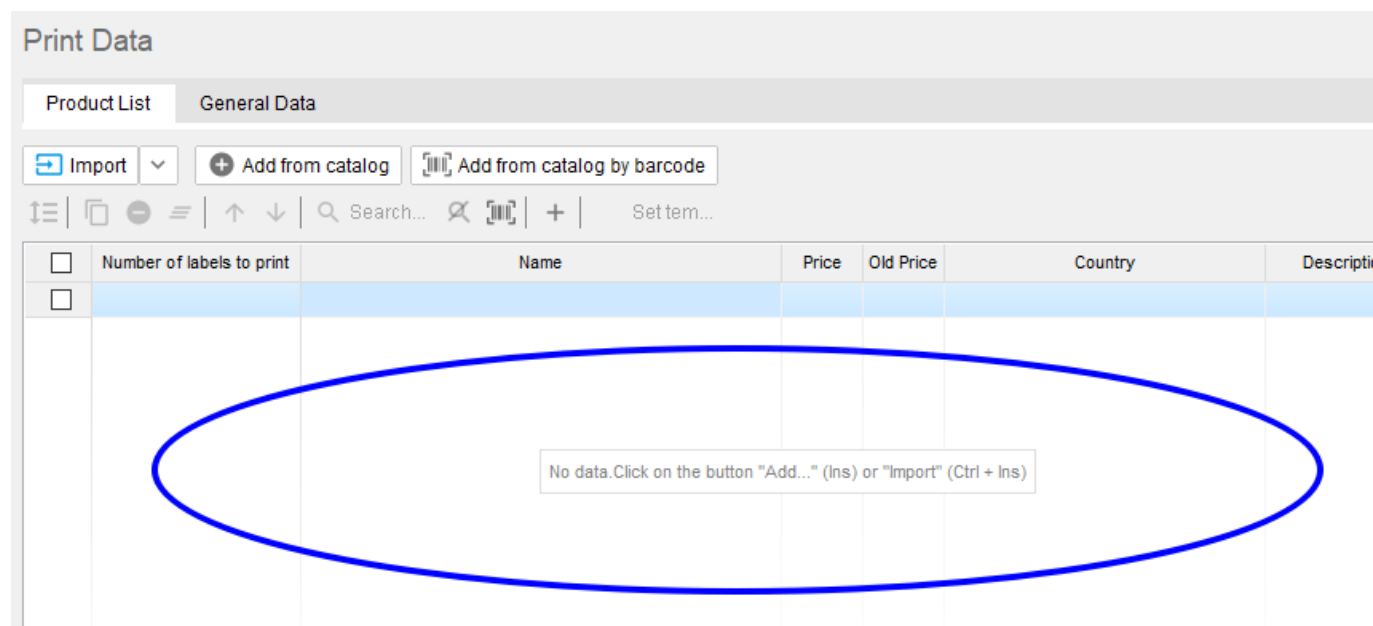 Print Data
Product List General Data
Import Add from catalog Add from catalog by barcode
Search... Set tem...
Number of labels to print Name Price Old Price Country Descripti
No data.Click on the button "Add..." (Ins) or "Import" (Ctrl + Ins)